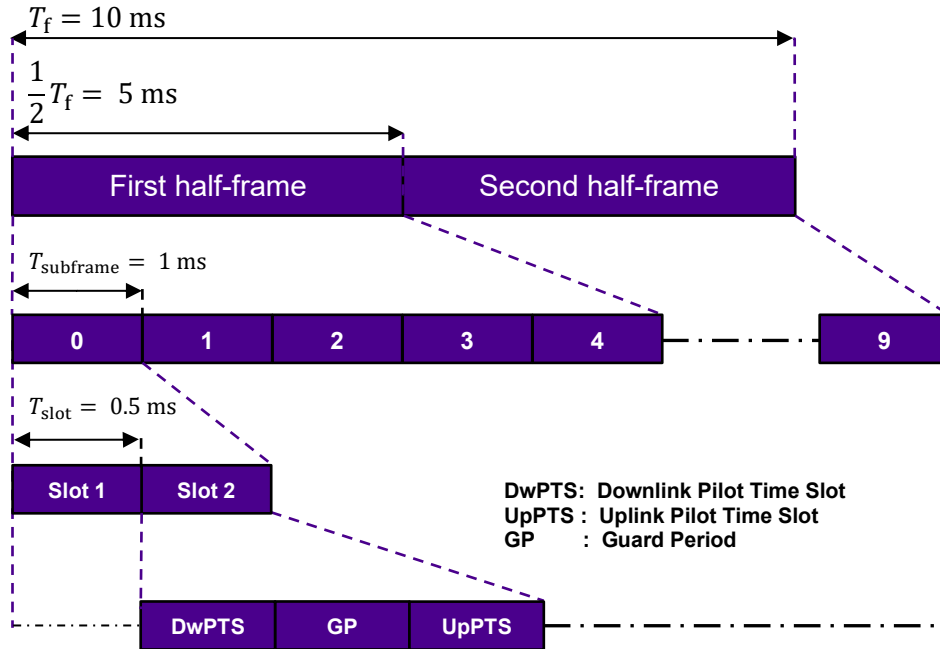 T_f = 10 ms
1/2 T_f = 5 ms
First half-frame Second half-frame
T_subframe = 1 ms
0 1 2 3 4 9
T_slot = 0.5 ms
Slot 1 Slot 2
DwPTS: Downlink Pilot Time Slot
UpPTS : Uplink Pilot Time Slot
GP : Guard Period
DwPTS GP UpPTS